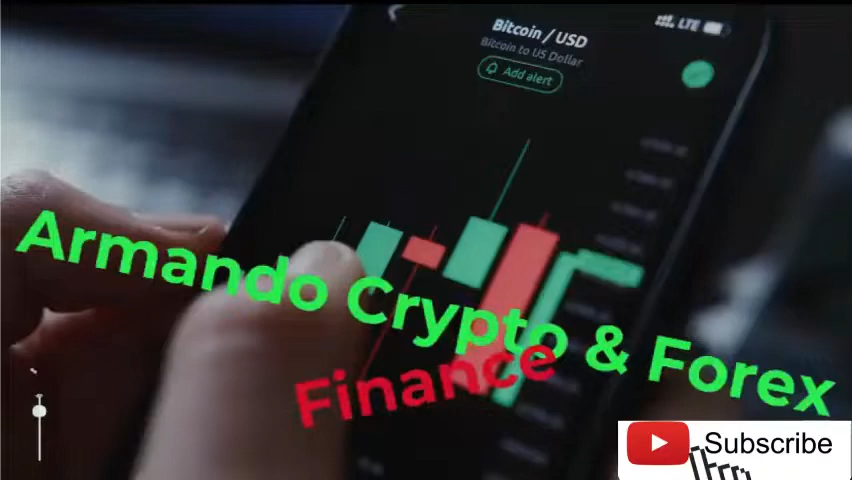 LTE
Bitcoin / USD
Bitcoin to US Dollar
Add alert
Armando Crypto & Forex
Finance
Subscribe